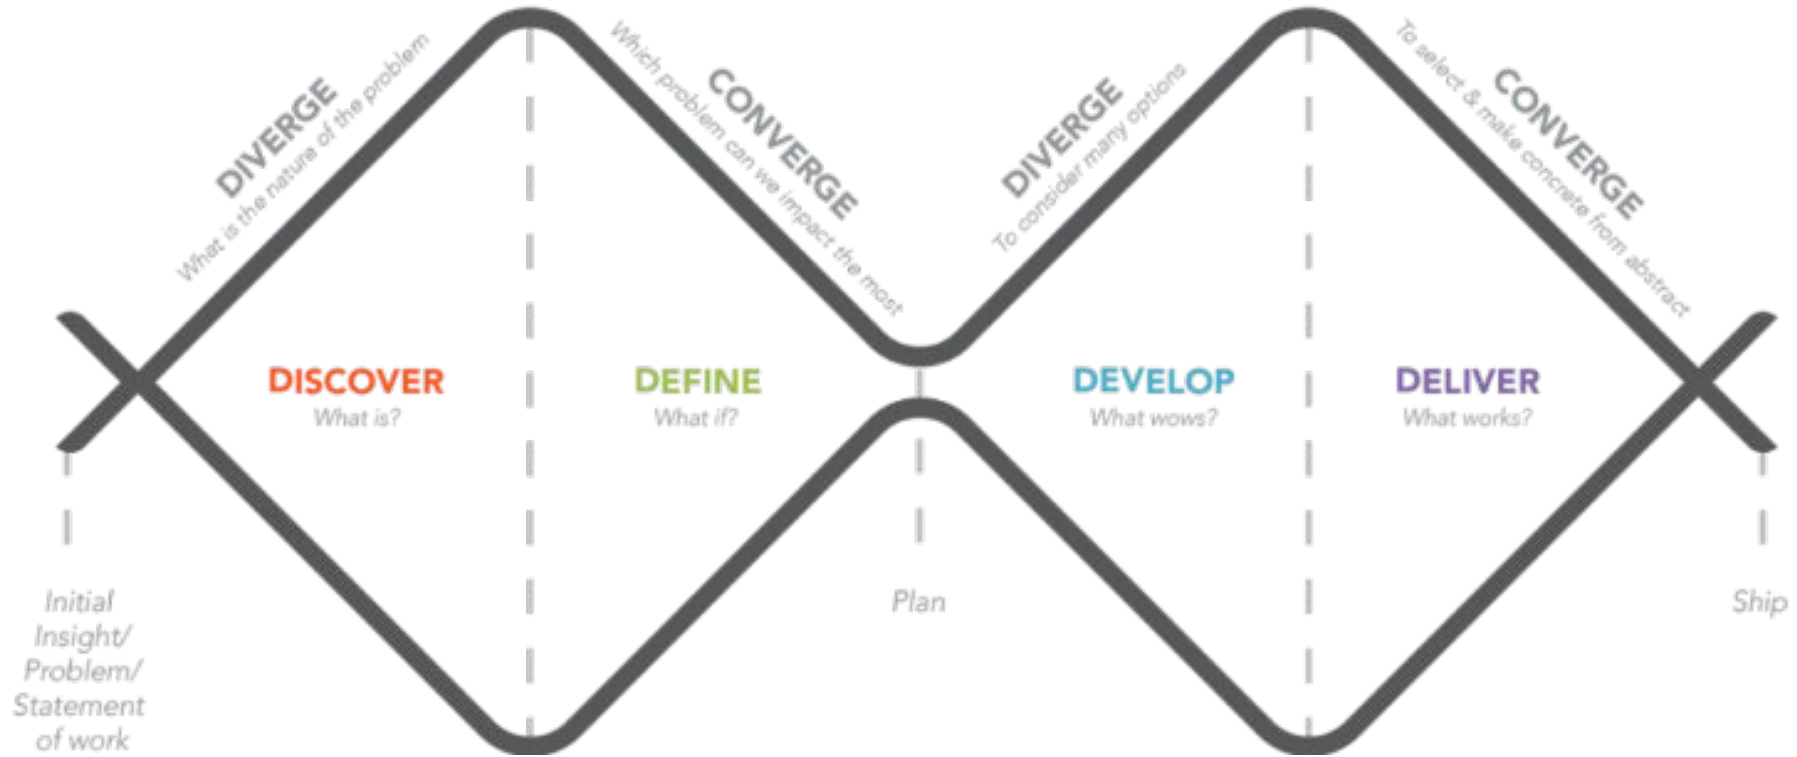 DIVERGE
What is the nature of the problem
CONVERGE
Which problem can we impact the most
DIVERGE
To consider many options
CONVERGE
To select & make concrete from abstract
DISCOVER
What is?
DEFINE
What if?
DEVELOP
What wows?
DELIVER
What works?
Initial
Insight/
Problem/
Statement
of work
Plan
Ship